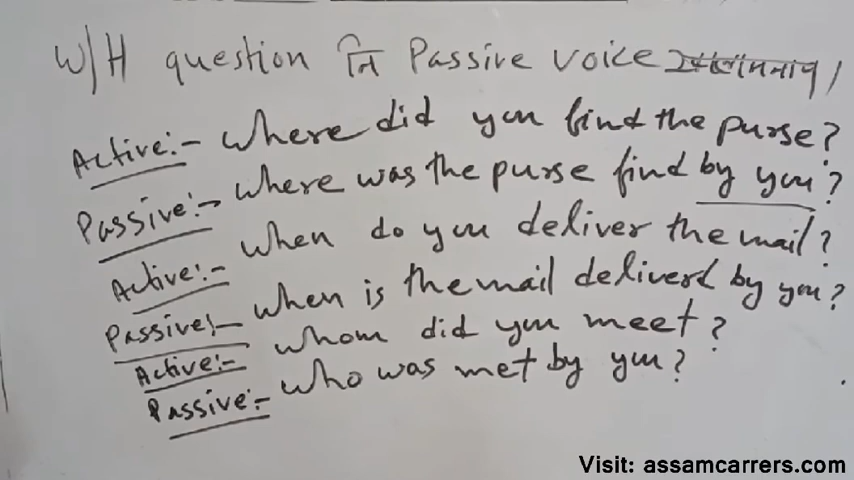 W/H question কি Passive voice
Active:- Where did you find the purse?
Passive:- Where was the purse find by you?
Active:- When do you deliver the mail?
Passive:- When is the mail deliverd by you?
Active:- Whom did you meet?
Passive:- Who was met by you?
Visit: assamcarrers.com